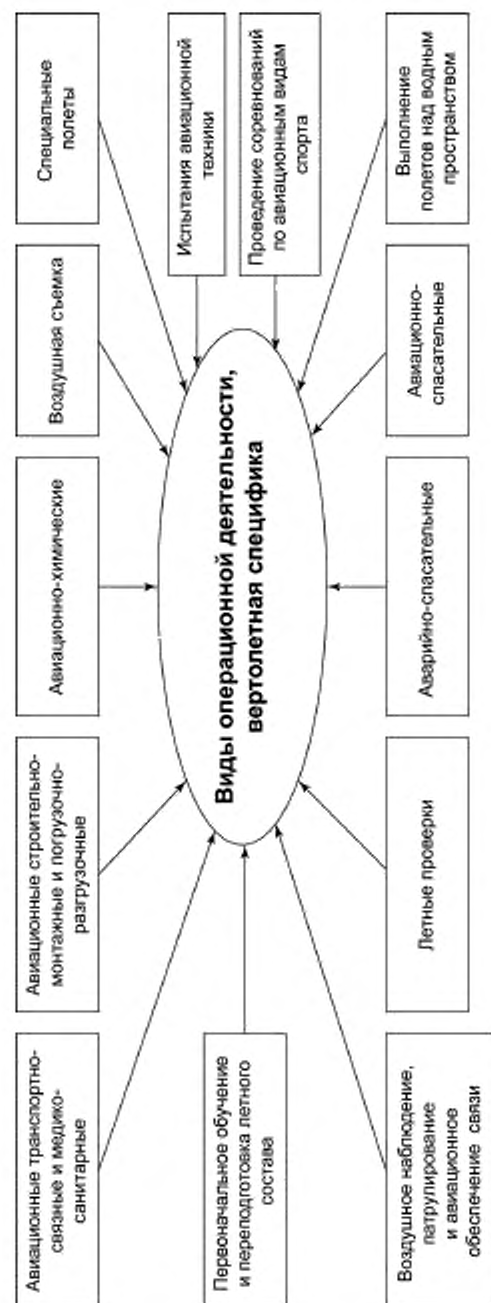 Авиационные транспортно-
связные и медико-
санитарные
Авиационные строительно-
монтажные и погрузочно-
разгрузочные
Авиационно-химические
Воздушная съемка
Специальные
полеты
Испытания авиационной
техники
Проведение соревнований
по авиационным видам
спорта
Виды операционной деятельности,
вертолетная специфика
Первоначальное обучение
и переподготовка летного
состава
Воздушное наблюдение,
патрулирование
и авиационное
обеспечение связи
Летные проверки
Аварийно-спасательные
Авиационно-
спасательные
Выполнение
полетов над водным
пространством